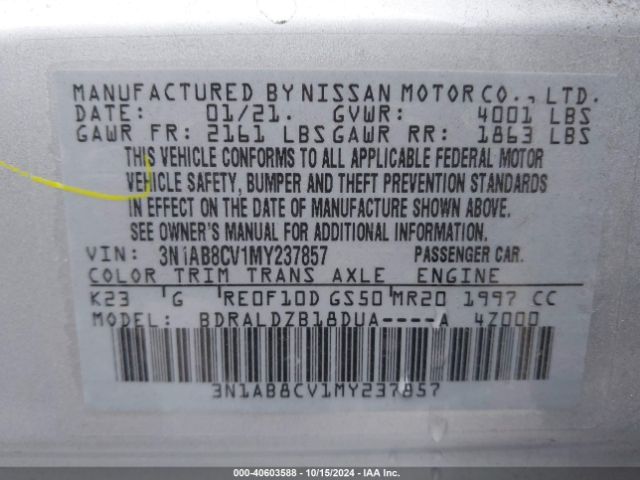 MANUFACTURED BY NISSAN MOTOR CO., LTD.
DATE: 01/21. GVWR: 4001 LBS
GAWR FR: 2161 LBS GAWR RR: 1863 LBS
THIS VEHICLE CONFORMS TO ALL APPLICABLE FEDERAL MOTOR
VEHICLE SAFETY, BUMPER AND THEFT PREVENTION STANDARDS
IN EFFECT ON THE DATE OF MANUFACTURE SHOWN ABOVE.
SEE OWNER'S MANUAL FOR ADDITIONAL INFORMATION.
VIN: 3N1AB8CV1MY237857 PASSENGER CAR.
COLOR TRIM TRANS AXLE ENGINE
K23 G RE0F10D GS50 MR20 1997 CC
MODEL: BDRALDZB18DUA----A 4Z000
3N1AB8CV1MY237857
000-40603588 - 10/15/2024 - IAA Inc.